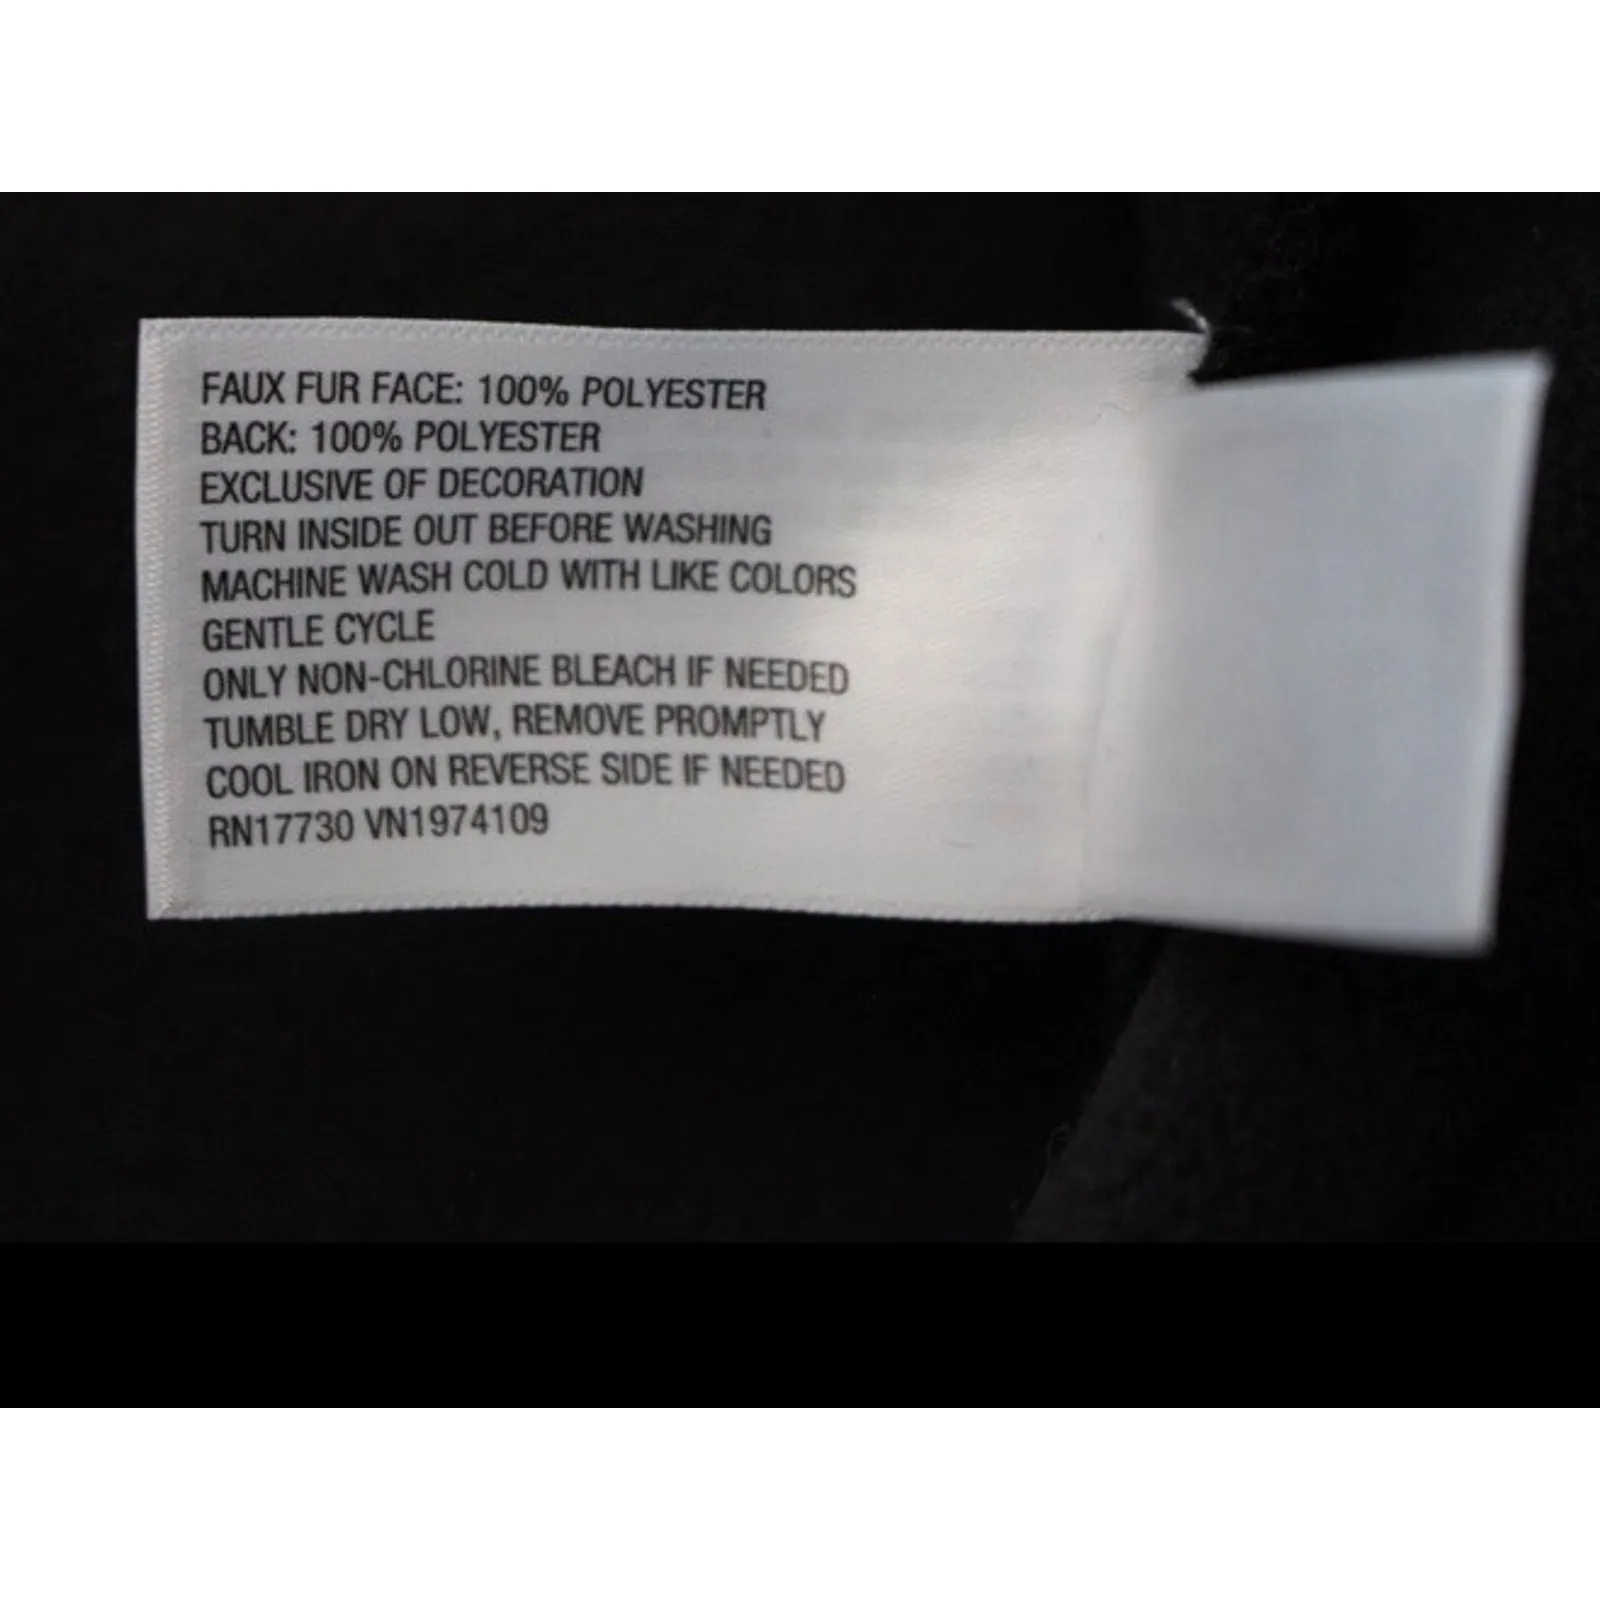 FAUX FUR FACE: 100% POLYESTER
BACK: 100% POLYESTER
EXCLUSIVE OF DECORATION
TURN INSIDE OUT BEFORE WASHING
MACHINE WASH COLD WITH LIKE COLORS
GENTLE CYCLE
ONLY NON-CHLORINE BLEACH IF NEEDED
TUMBLE DRY LOW, REMOVE PROMPTLY
COOL IRON ON REVERSE SIDE IF NEEDED
RN17730 VN1974109